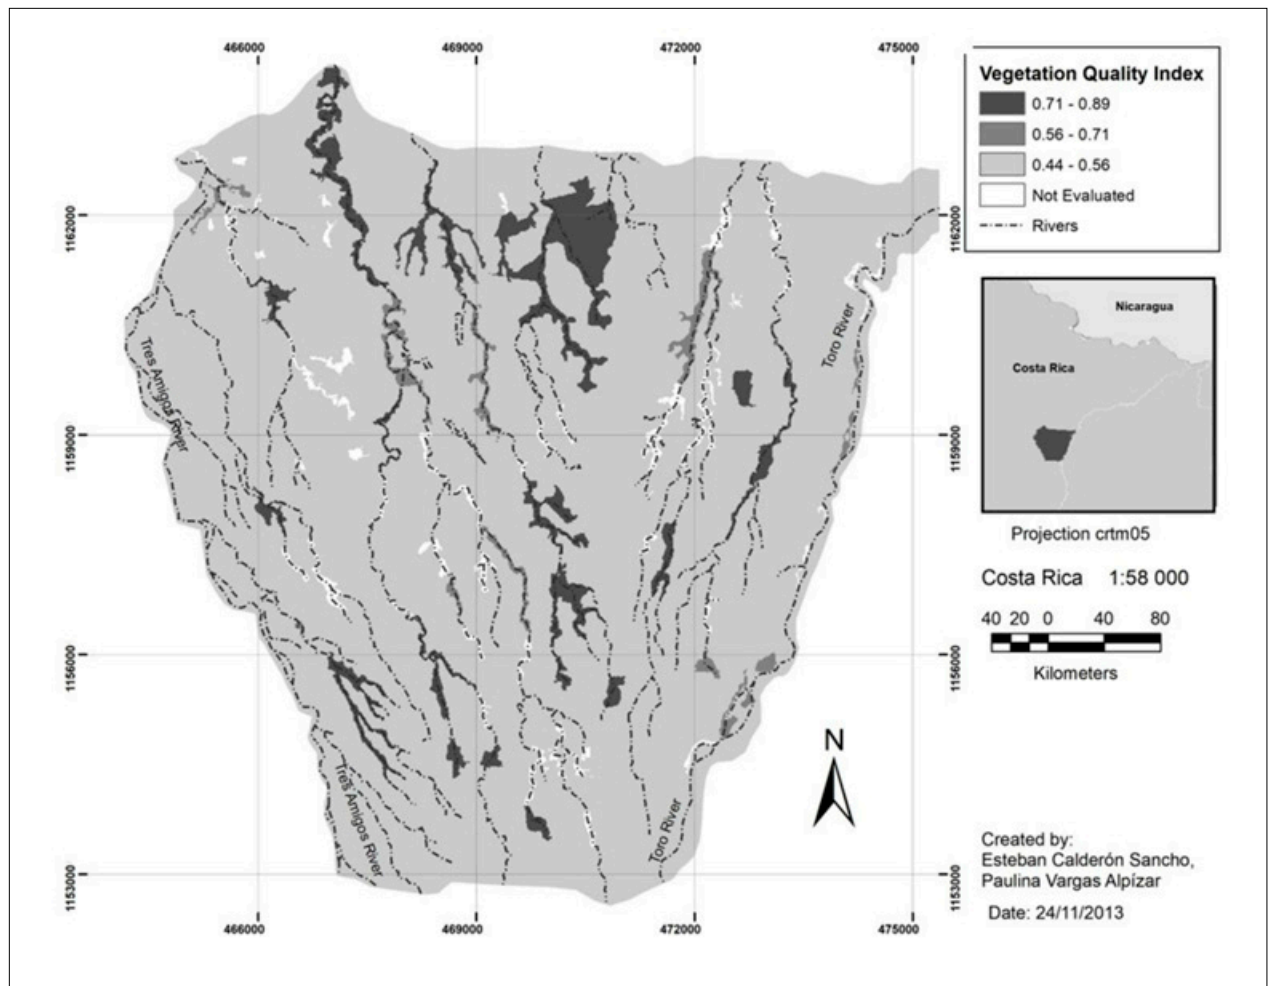 466000 469000 472000 475000
Vegetation Quality Index
0.71 - 0.89
0.56 - 0.71
0.44 - 0.56
Not Evaluated
Rivers
1162000 1162000
Nicaragua
Costa Rica
Toro River
Tres Amigos River
1159000 1159000
Projection crtm05
Costa Rica 1:58 000
40 20 0 40 80
Kilometers
1156000 1156000
N
Tres Amigos River
Toro River
Created by:
Esteban Calderón Sancho,
Paulina Vargas Alpízar
Date: 24/11/2013
1153000 1153000
466000 469000 472000 475000